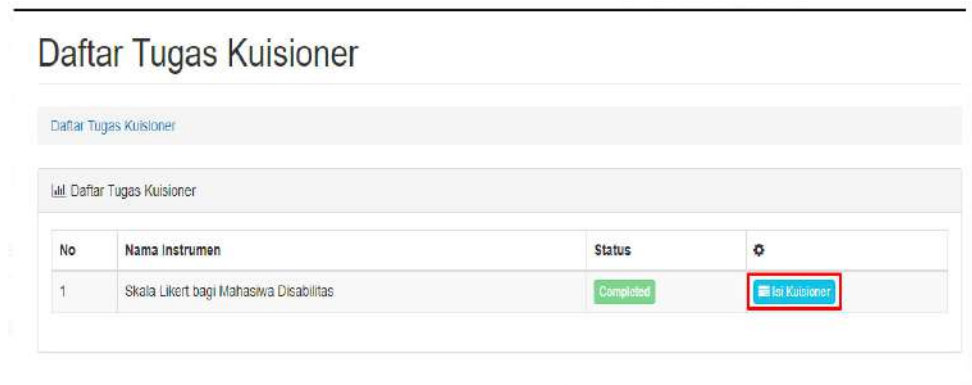 Daftar Tugas Kuisioner
Daftar Tugas Kuisioner
Daftar Tugas Kuisioner
No Nama Instrumen Status
1 Skala Likert bagi Mahasiwa Disabilitas Completed Isi Kuisioner